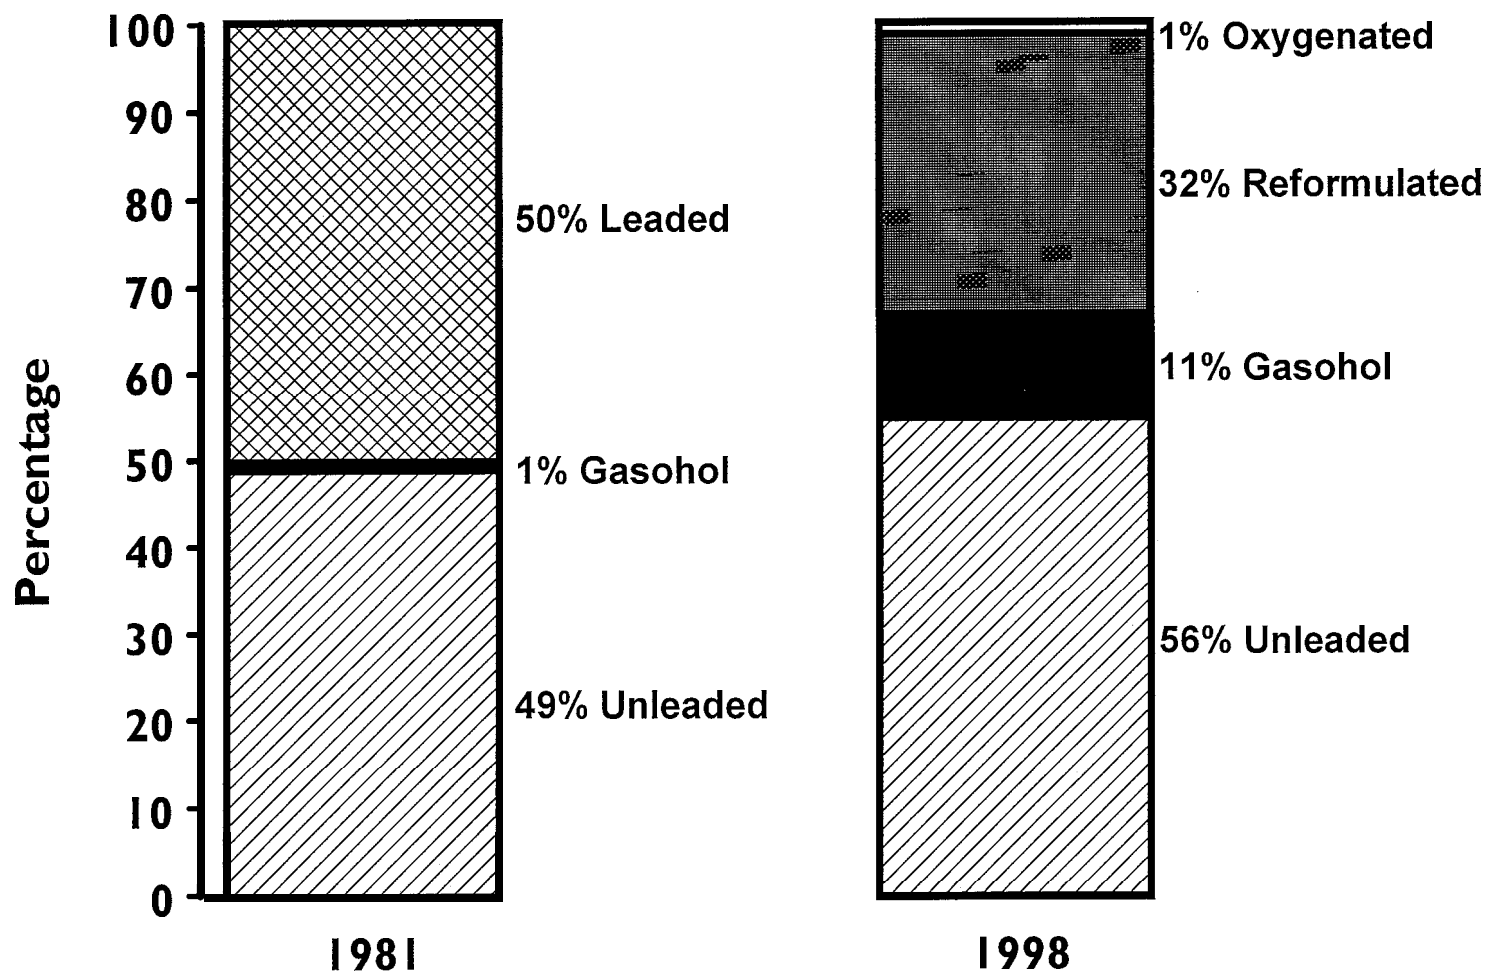 100
90
80
70
60
50
40
30
20
10
0
Percentage
50% Leaded
1% Gasohol
49% Unleaded
1981
1% Oxygenated
32% Reformulated
11% Gasohol
56% Unleaded
1998